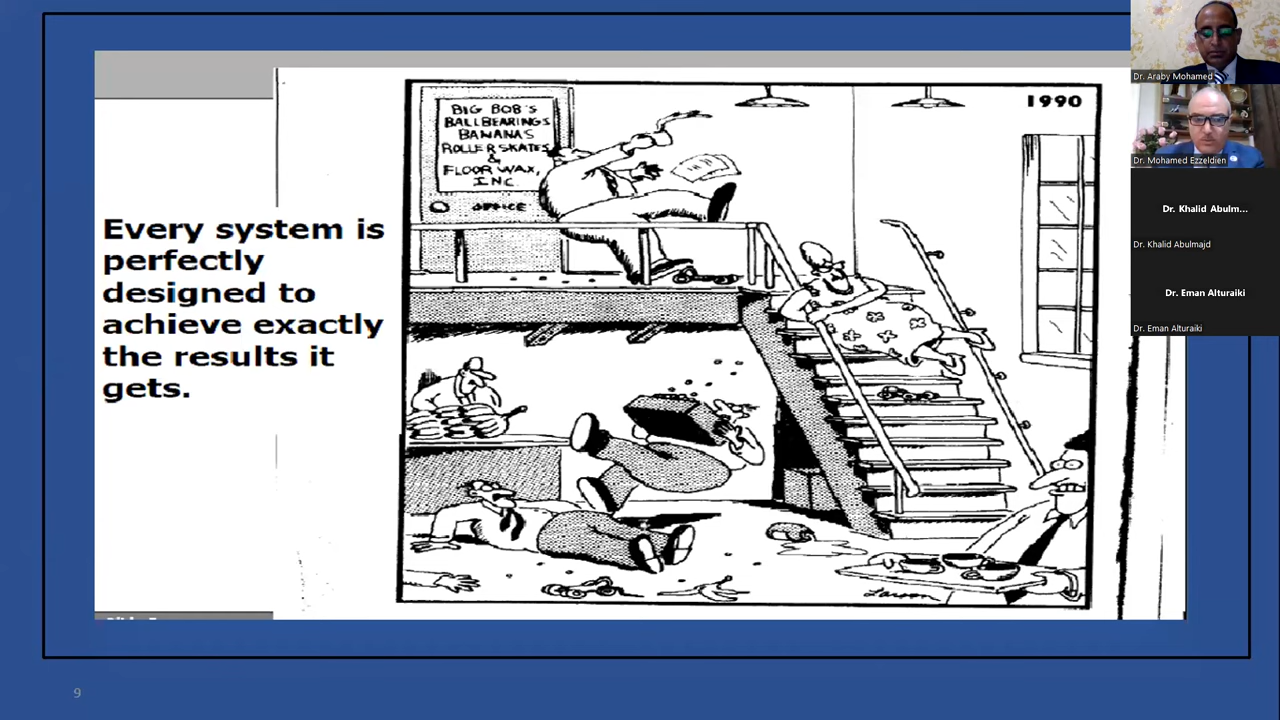 Every system is
perfectly
designed to
achieve exactly
the results it
gets.
BIG BOB'S
BALLBEARINGS
BANANAS
ROLLER SKATES
&
FLOOR WAX,
INC
OFFICE
1990
Larson
Dr. Araby Mohamed
Dr. Mohamed Ezzeldien
Dr. Khalid Abulm...
Dr. Khalid Abulmajd
Dr. Eman Alturaiki
Dr. Eman Alturaiki
9